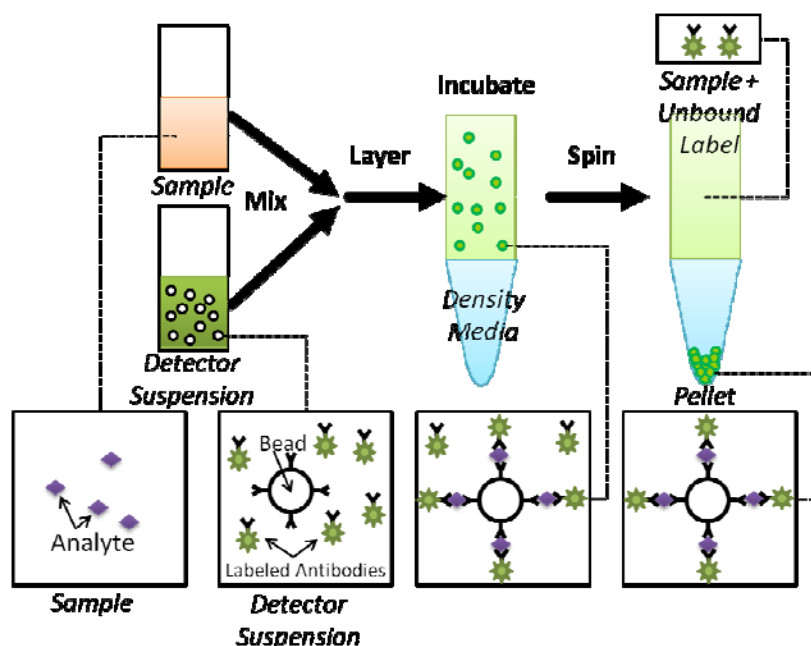 Sample
Mix
Detector
Suspension
Layer
Incubate
Density
Media
Spin
Sample +
Unbound
Label
Pellet
Analyte
Sample
Bead
Labeled Antibodies
Detector
Suspension